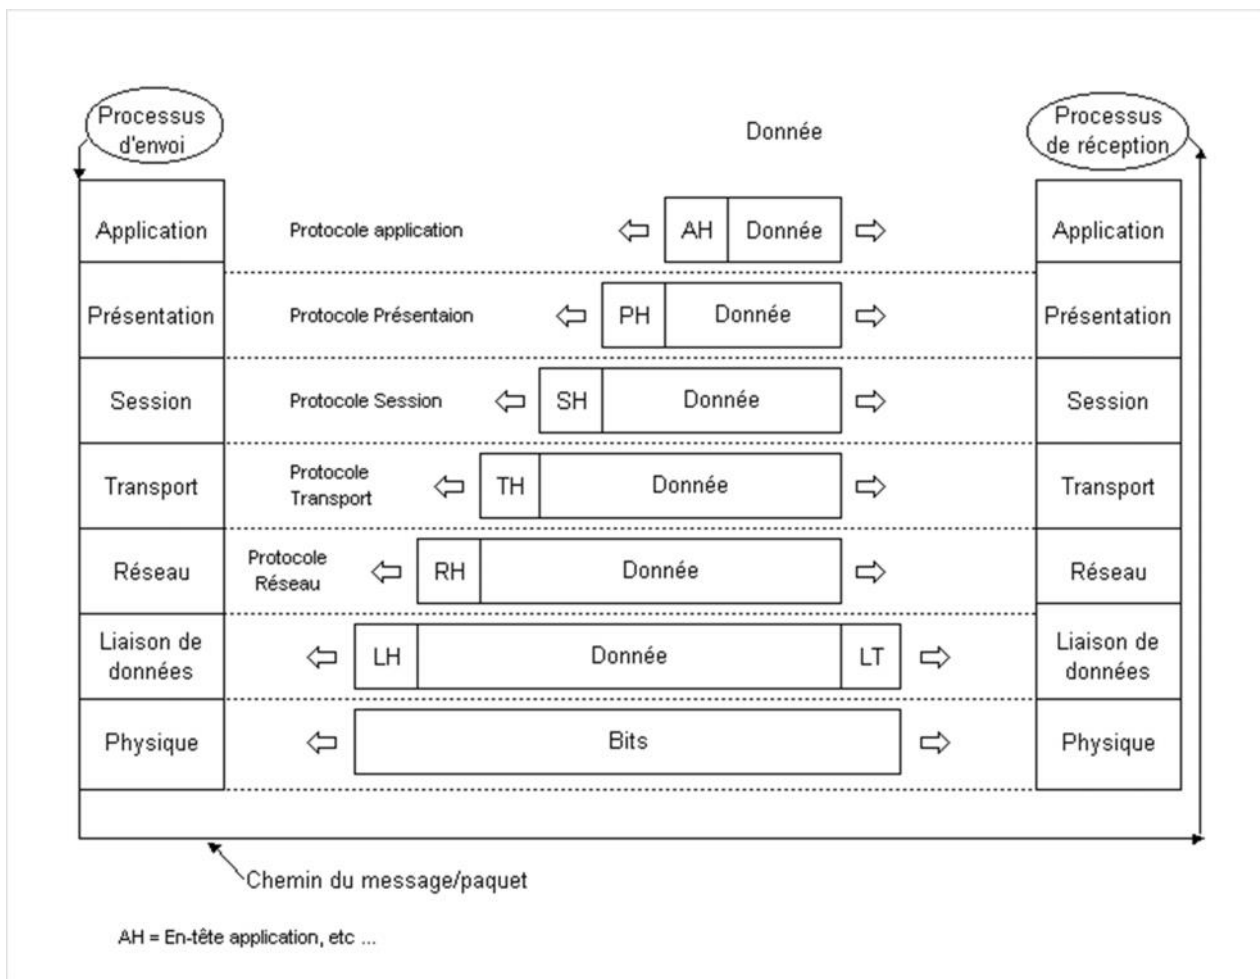 Processus
d'envoi
Donnée
Processus
de réception
Application
Protocole application
AH
Donnée
Application
Présentation
Protocole Présentaion
PH
Donnée
Présentation
Session
Protocole Session
SH
Donnée
Session
Transport
Protocole
Transport
TH
Donnée
Transport
Réseau
Protocole
Réseau
RH
Donnée
Réseau
Liaison de
données
LH
Donnée
LT
Liaison de
données
Physique
Bits
Physique
Chemin du message/paquet
AH = En-tête application, etc ...